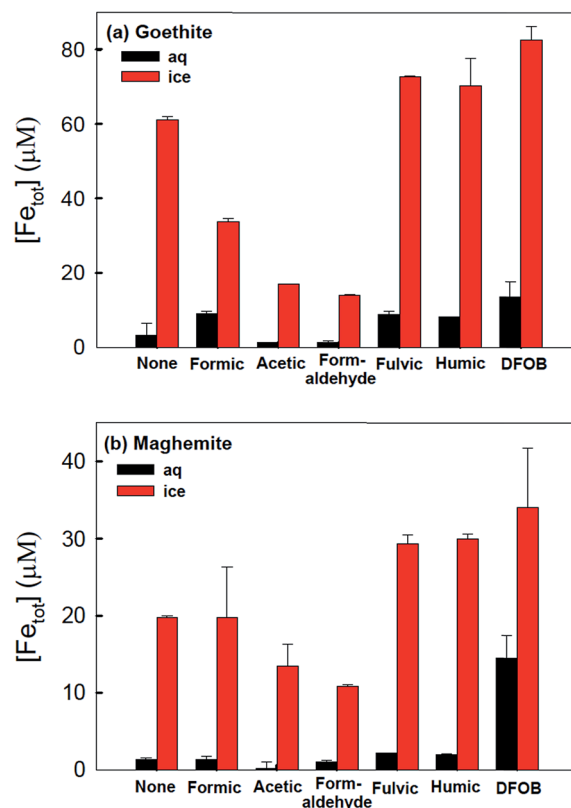 (a) Goethite
aq
ice
[Fe_tot] (μM)
80
60
40
20
0
None Formic Acetic Form- Fulvic Humic DFOB
aldehyde
(b) Maghemite
aq
ice
[Fe_tot] (μM)
40
30
20
10
0
None Formic Acetic Form- Fulvic Humic DFOB
aldehyde